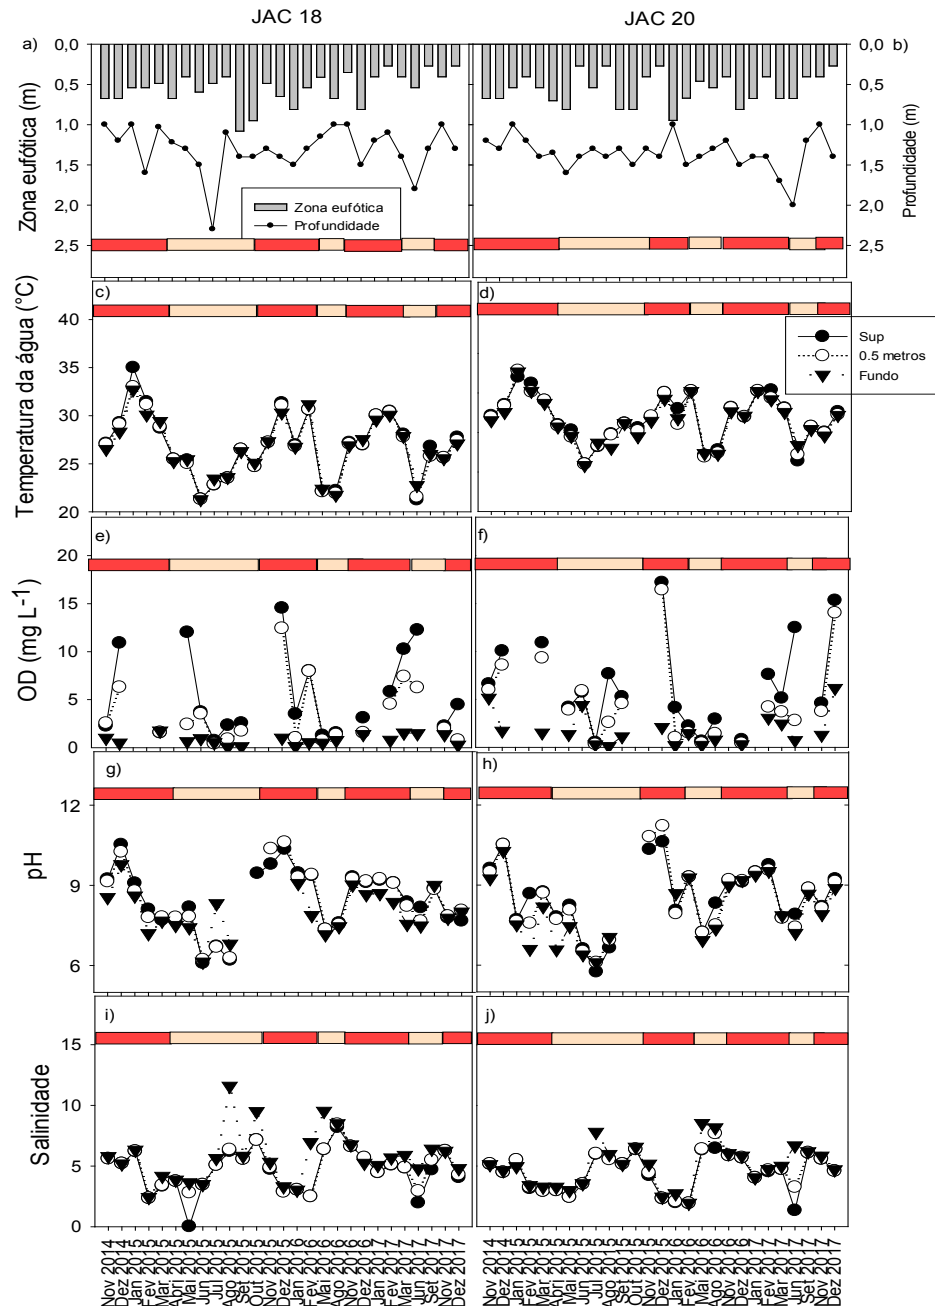 JAC 18
JAC 20
a)
b)
0,0
0,5
1,0
1,5
2,0
2,5
Zona eufótica (m)
Zona eufótica
Profundidade
0,0
0,5
1,0
1,5
2,0
2,5
Profundidade (m)
c)
d)
40
35
30
25
20
Temperatura da água (°C)
Sup
0.5 metros
Fundo
e)
f)
20
15
10
5
0
OD (mg L-1)
g)
h)
12
9
6
pH
i)
j)
15
10
5
0
Salinidade
Nov 2014
Dez 2014
Jan 2015
Fev 2015
Mar 2015
Apri 2015
Mai 2015
Jun 2015
Jul 2015
Ago 2015
Set 2015
Out 2015
Nov 2015
Dez 2015
Jan 2016
Fev 2016
Mai 2016
Ago 2016
Nov 2016
Dez 2016
Jan 2017
Fev 2017
Mar 2017
Jun 2017
Set 2017
Nov 2017
Dez 2017
Nov 2014
Dez 2014
Jan 2015
Fev 2015
Mar 2015
Apri 2015
Mai 2015
Jun 2015
Jul 2015
Ago 2015
Set 2015
Out 2015
Nov 2015
Dez 2015
Jan 2016
Fev 2016
Mai 2016
Ago 2016
Nov 2016
Dez 2016
Jan 2017
Fev 2017
Mar 2017
Jun 2017
Set 2017
Nov 2017
Dez 2017